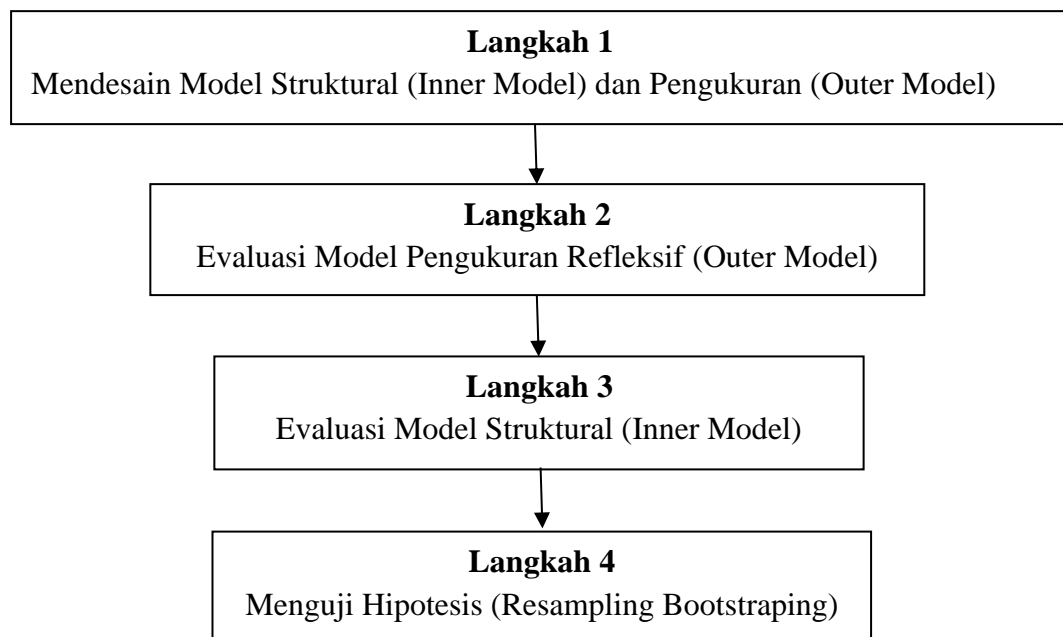 Langkah 1
Mendesain Model Struktural (Inner Model) dan Pengukuran (Outer Model)
Langkah 2
Evaluasi Model Pengukuran Refleksif (Outer Model)
Langkah 3
Evaluasi Model Struktural (Inner Model)
Langkah 4
Menguji Hipotesis (Resampling Bootstraping)